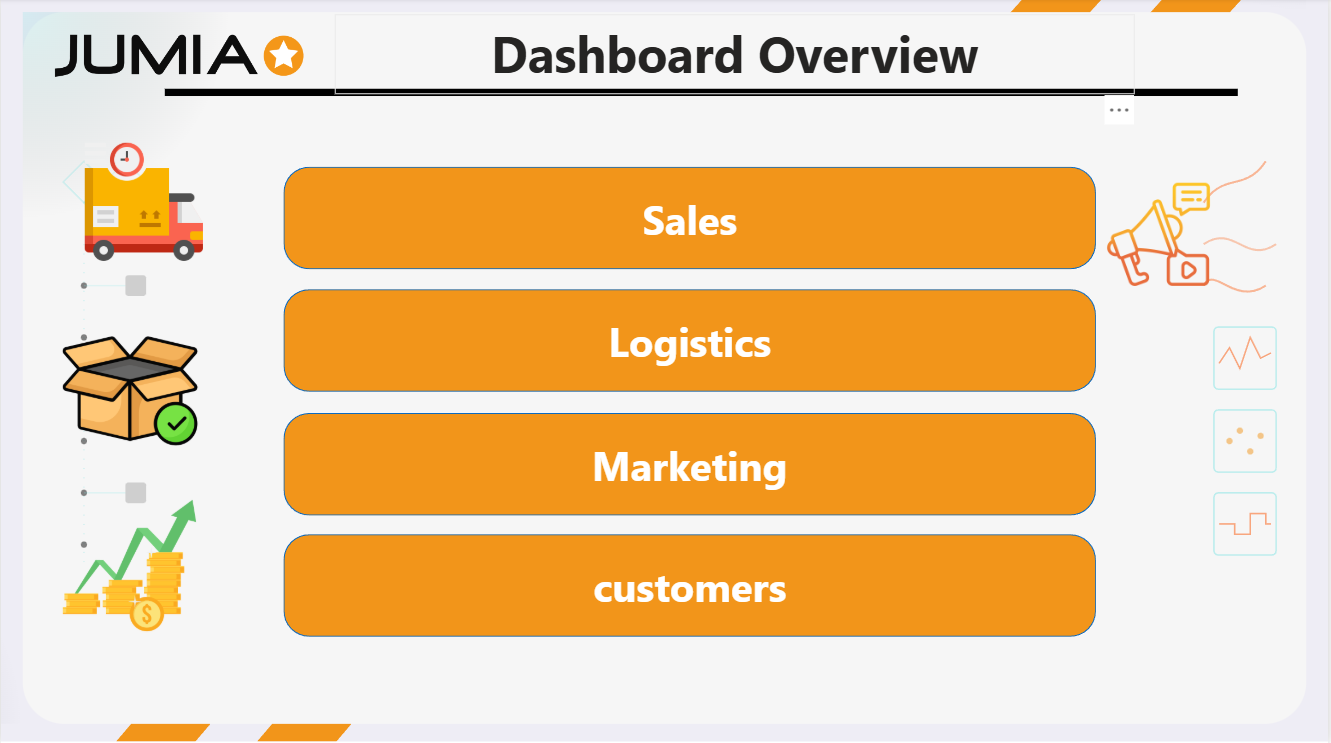 JUMIA
Dashboard Overview
...
Sales
Logistics
Marketing
customers
$